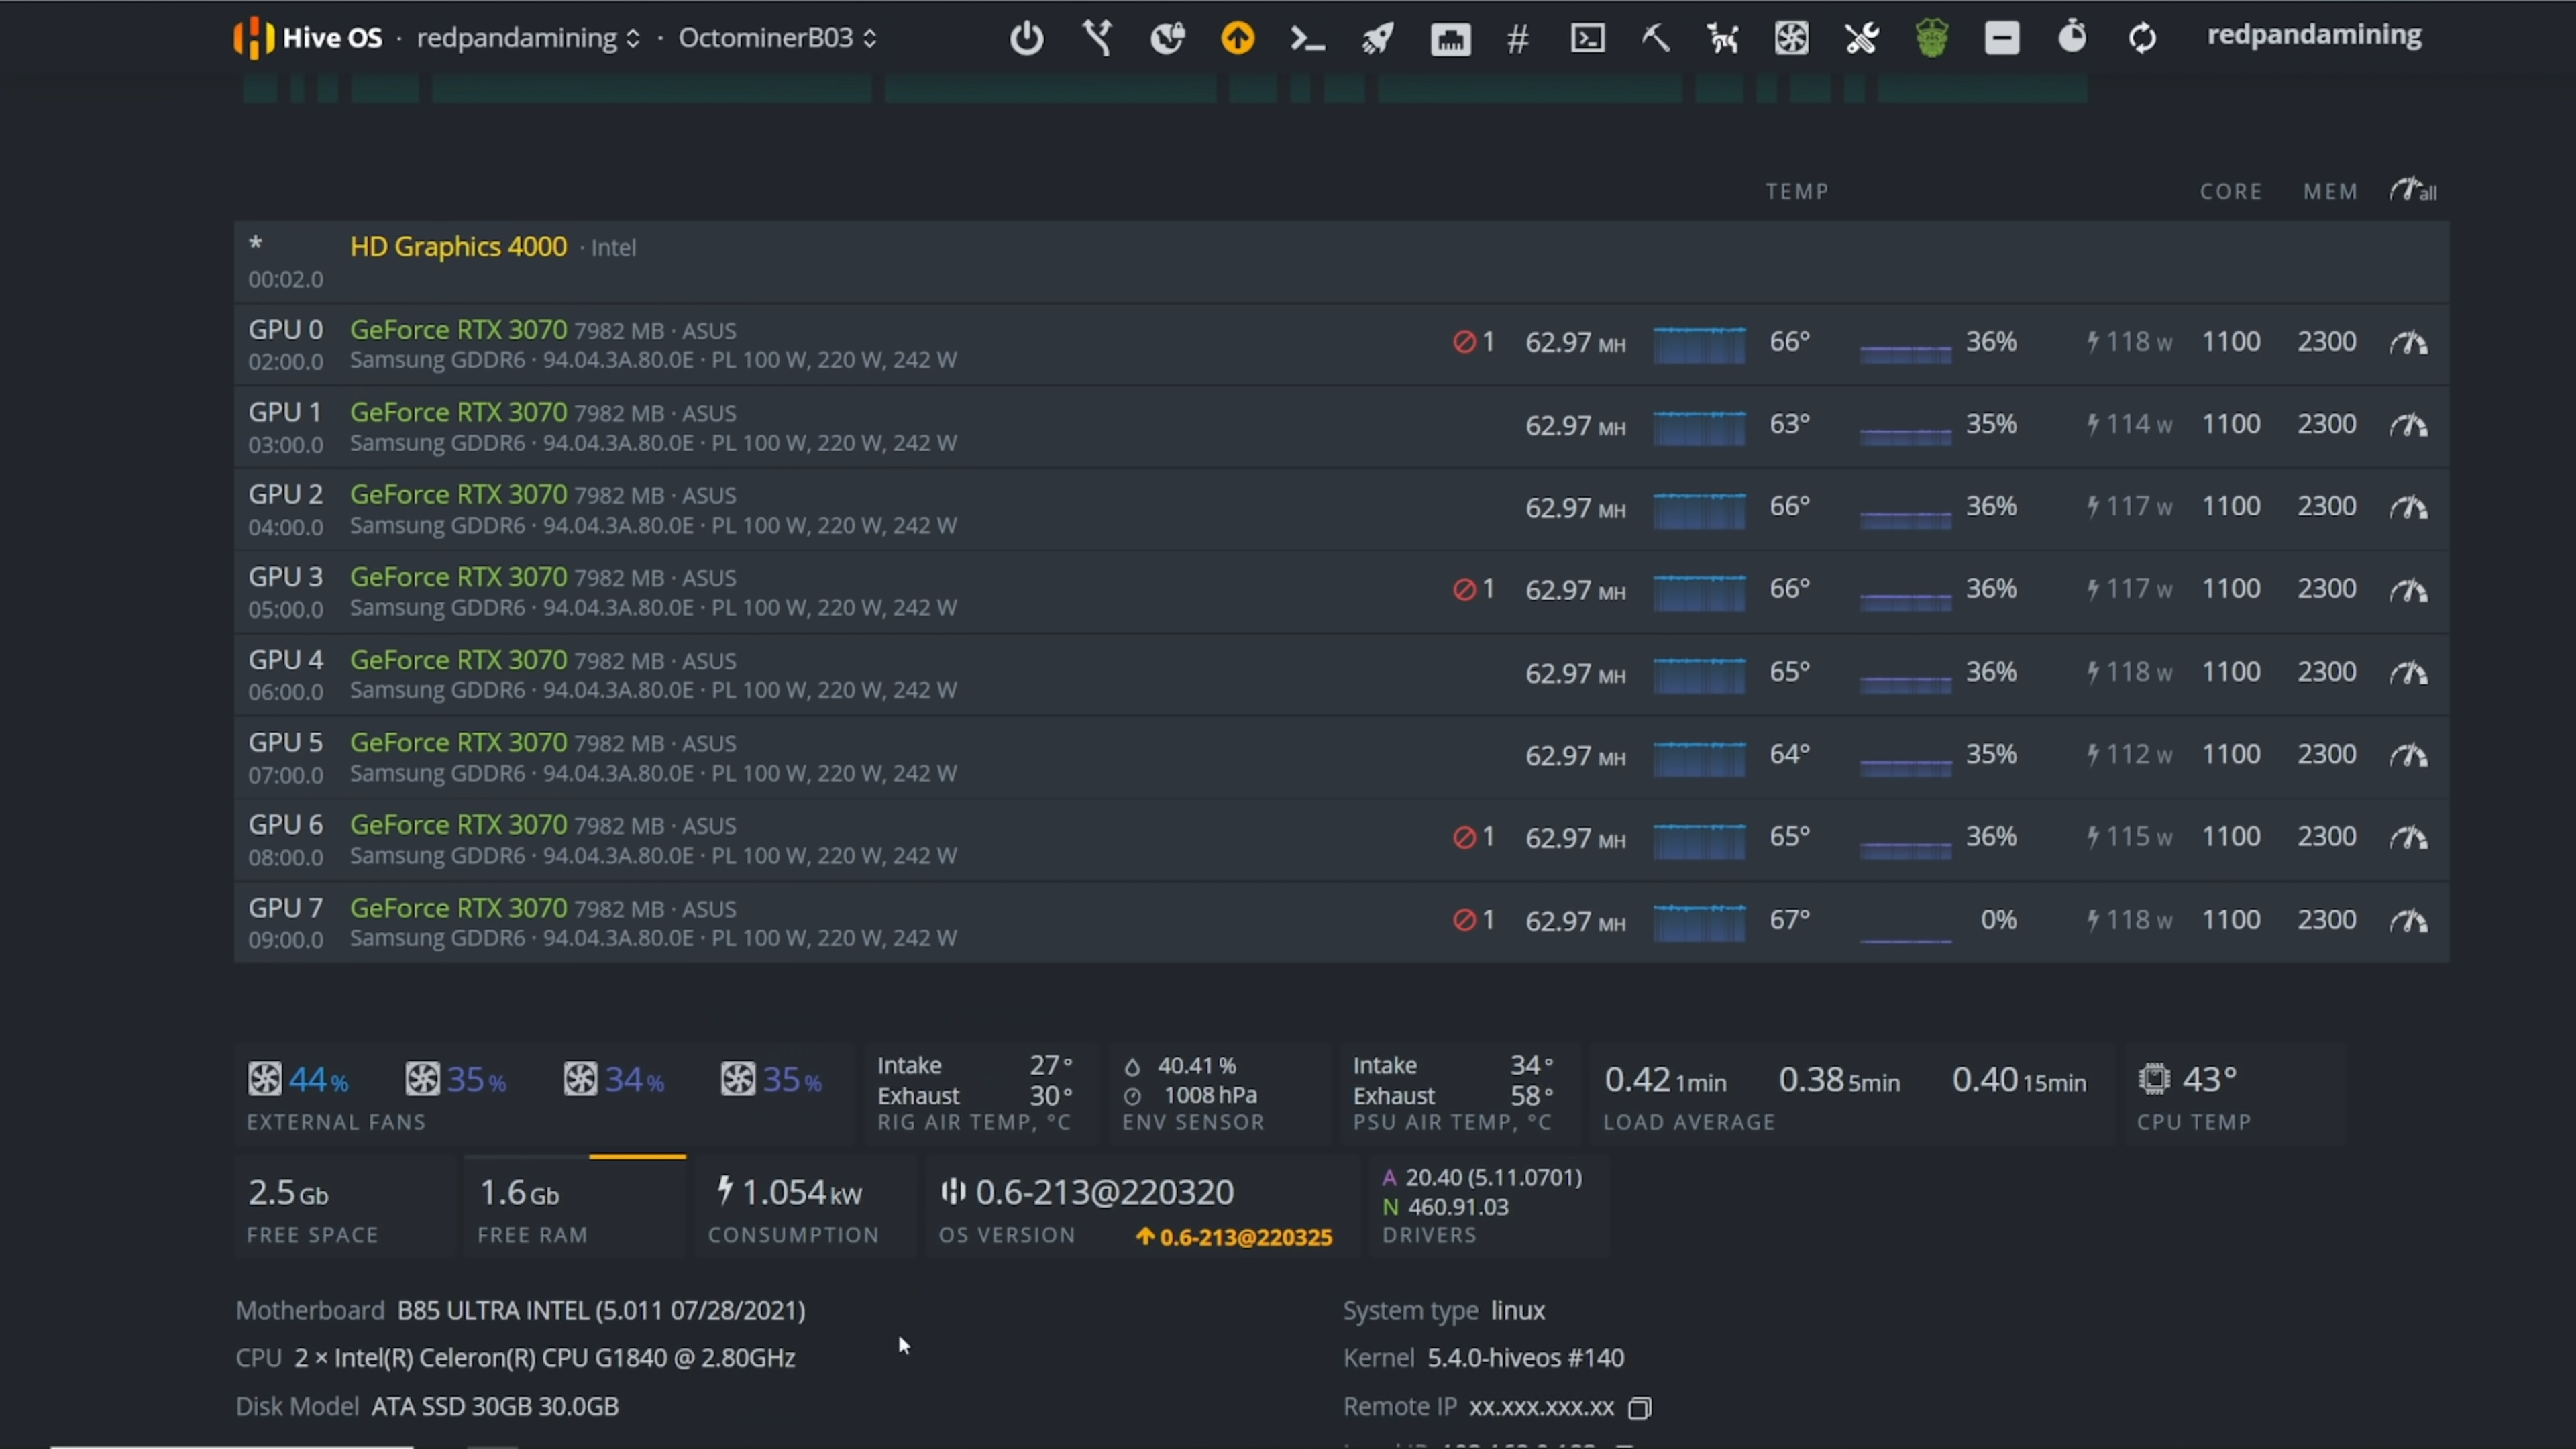 Hive OS · redpandamining · OctominerB03 redpandamining
TEMP CORE MEM all
* HD Graphics 4000 · Intel
00:02.0
GPU 0 GeForce RTX 3070 7982 MB · ASUS 1 62.97 MH 66° 36% 118 W 1100 2300
02:00.0 Samsung GDDR6 · 94.04.3A.80.0E · PL 100 W, 220 W, 242 W
GPU 1 GeForce RTX 3070 7982 MB · ASUS 62.97 MH 63° 35% 114 W 1100 2300
03:00.0 Samsung GDDR6 · 94.04.3A.80.0E · PL 100 W, 220 W, 242 W
GPU 2 GeForce RTX 3070 7982 MB · ASUS 62.97 MH 66° 36% 117 W 1100 2300
04:00.0 Samsung GDDR6 · 94.04.3A.80.0E · PL 100 W, 220 W, 242 W
GPU 3 GeForce RTX 3070 7982 MB · ASUS 1 62.97 MH 66° 36% 117 W 1100 2300
05:00.0 Samsung GDDR6 · 94.04.3A.80.0E · PL 100 W, 220 W, 242 W
GPU 4 GeForce RTX 3070 7982 MB · ASUS 62.97 MH 65° 36% 118 W 1100 2300
06:00.0 Samsung GDDR6 · 94.04.3A.80.0E · PL 100 W, 220 W, 242 W
GPU 5 GeForce RTX 3070 7982 MB · ASUS 62.97 MH 64° 35% 112 W 1100 2300
07:00.0 Samsung GDDR6 · 94.04.3A.80.0E · PL 100 W, 220 W, 242 W
GPU 6 GeForce RTX 3070 7982 MB · ASUS 1 62.97 MH 65° 36% 115 W 1100 2300
08:00.0 Samsung GDDR6 · 94.04.3A.80.0E · PL 100 W, 220 W, 242 W
GPU 7 GeForce RTX 3070 7982 MB · ASUS 1 62.97 MH 67° 0% 118 W 1100 2300
09:00.0 Samsung GDDR6 · 94.04.3A.80.0E · PL 100 W, 220 W, 242 W
44 % 35 % 34 % 35 %
EXTERNAL FANS
Intake 27°
Exhaust 30°
RIG AIR TEMP, °C
40.41 %
1008 hPa
ENV SENSOR
Intake 34°
Exhaust 58°
PSU AIR TEMP, °C
0.42 1min 0.38 5min 0.40 15min
LOAD AVERAGE
43°
CPU TEMP
2.5 Gb
FREE SPACE
1.6 Gb
FREE RAM
1.054 kW
CONSUMPTION
0.6-213@220320
OS VERSION 0.6-213@220325
A 20.40 (5.11.0701)
N 460.91.03
DRIVERS
Motherboard B85 ULTRA INTEL (5.011 07/28/2021)
CPU 2 × Intel(R) Celeron(R) CPU G1840 @ 2.80GHz
Disk Model ATA SSD 30GB 30.0GB
System type linux
Kernel 5.4.0-hiveos #140
Remote IP xx.xxx.xxx.xx